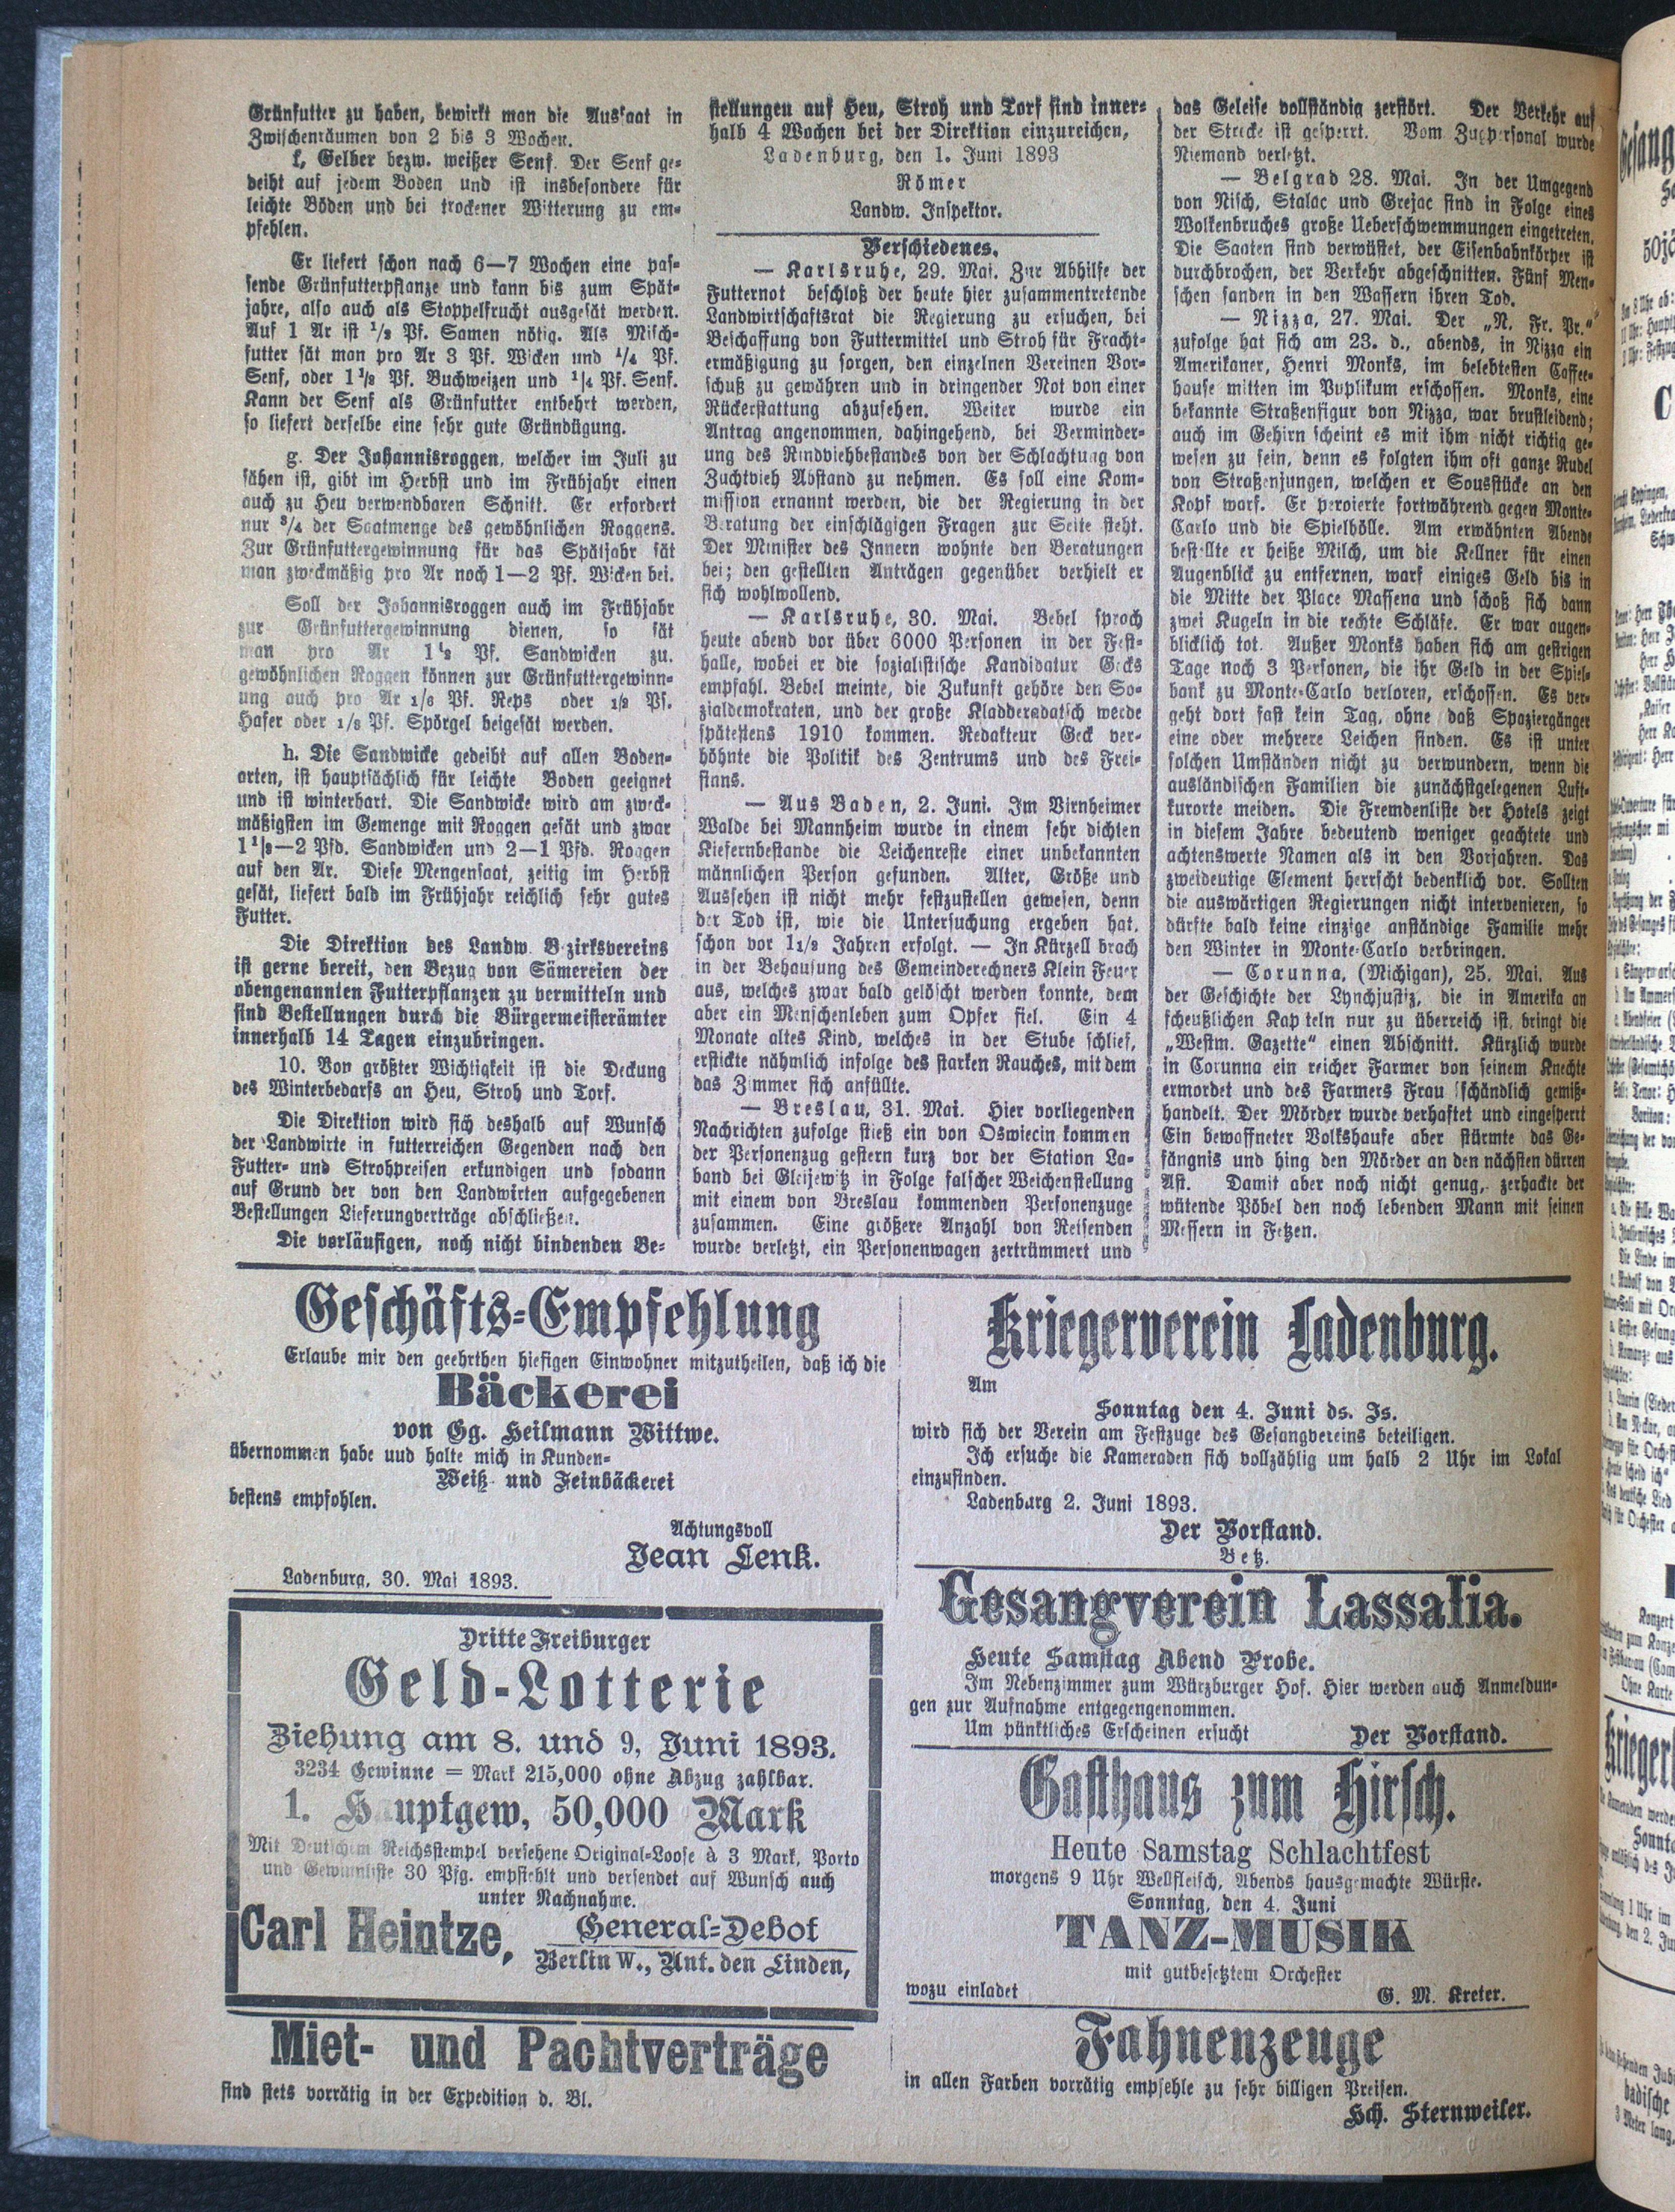 Grünfutter zu haben, bewirkt man die Aussaat in
Zwischenräumen von 2 bis 3 Wochen.
f, Gelber bezw. weißer Senf. Der Senf ge-
deiht auf jedem Boden und ist insbesondere für
leichte Böden und bei trockener Witterung zu em-
pfehlen.
Er liefert schon nach 6—7 Wochen eine pas-
sende Grünfutterpflanze und kann bis zum Spät-
jahre, also auch als Stoppelfrucht ausgesät werden.
Auf 1 Ar ist 1/2 Pf. Samen nötig. Als Misch-
futter sät man pro Ar 3 Pf. Wicken und 1/4 Pf.
Senf, oder 1 1/2 Pf. Buchweizen und 1/4 Pf. Senf.
Kann der Senf als Grünfutter entbehrt werden,
so liefert derselbe eine sehr gute Gründügung.
g. Der Johannisroggen, welcher im Juli zu
sähen ist, gibt im Herbst und im Frühjahr einen
auch zu Heu verwendbaren Schnitt. Er erfordert
nur 3/4 der Saatmenge des gewöhnlichen Roggens.
Zur Grünfuttergewinnung für das Spätjahr sät
man zweckmäßig pro Ar noch 1—2 Pf. Wicken bei.
Soll der Johannisroggen auch im Frühjahr
zur Grünfuttergewinnung dienen, so sät
man pro Ar 1 1/2 Pf. Sandwicken zu.
gewöhnlichen Roggen können zur Grünfuttergewinn-
ung auch pro Ar 1/6 Pf. Reps oder 1/2 Pf.
Hafer oder 1/8 Pf. Spörgel beigesät werden.
h. Die Sandwicke gedeiht auf allen Boden-
arten, ist hauptsächlich für leichte Boden geeignet
und ist winterhart. Die Sandwicke wird am zweck-
mäßigsten im Gemenge mit Roggen gesät und zwar
1 1/2—2 Pfd. Sandwicken und 2—1 Pfd. Roggen
auf den Ar. Diese Mengensaat, zeitig im Herbst
gesät, liefert bald im Frühjahr reichlich sehr gutes
Futter.
Die Direktion des Landw. Bezirksvereins
ist gerne bereit, den Bezug von Sämereien der
obengenannten Futterpflanzen zu vermitteln und
sind Bestellungen durch die Bürgermeisterämter
innerhalb 14 Tagen einzubringen.
10. Von größter Wichtigkeit ist die Deckung
des Winterbedarfs an Heu, Stroh und Torf.
Die Direktion wird sich deshalb auf Wunsch
der Landwirte in futterreichen Gegenden nach den
Futter- und Strohpreisen erkundigen und sodann
auf Grund der von den Landwirten aufgegebenen
Bestellungen Lieferungverträge abschließen.
Die vorläufigen, noch nicht bindenden Be-
stellungen auf Heu, Stroh und Torf sind inner-
halb 4 Wochen bei der Direktion einzureichen,
Ladenburg, den 1. Juni 1893
Römer
Landw. Inspektor.
Verschiedenes.
— Karlsruhe, 29. Mai. Zur Abhilfe der
Futternot beschloß der heute hier zusammentretende
Landwirtschaftsrat die Regierung zu ersuchen, bei
Beschaffung von Futtermittel und Stroh für Fracht-
ermäßigung zu sorgen, den einzelnen Vereinen Vor-
schuß zu gewähren und in dringender Not von einer
Rückerstattung abzusehen. Weiter wurde ein
Antrag angenommen, dahingehend, bei Verminder-
ung des Rindviehbestandes von der Schlachtung von
Zuchtvieh Abstand zu nehmen. Es soll eine Kom-
mission ernannt werden, die der Regierung in der
Beratung der einschlägigen Fragen zur Seite steht.
Der Minister des Innern wohnte den Beratungen
bei; den gestellten Anträgen gegenüber verhielt er
sich wohlwollend.
— Karlsruhe, 30. Mai. Bebel sprach
heute abend vor über 6000 Personen in der Fest-
halle, wobei er die sozialistische Kandidatur Gecks
empfahl. Bebel meinte, die Zukunft gehöre den So-
zialdemokraten, und der große Kladderadatsch werde
spätestens 1910 kommen. Redakteur Geck ver-
höhnte die Politik des Zentrums und des Frei-
sians.
— Aus Baden, 2. Juni. Im Virnheimer
Walde bei Mannheim wurde in einem sehr dichten
Kiefernbestande die Leichenreste einer unbekannten
männlichen Person gefunden. Alter, Größe und
Aussehen ist nicht mehr festzustellen gewesen, denn
der Tod ist, wie die Untersuchung ergeben hat,
schon vor 1 1/2 Jahren erfolgt. — In Kürzell brach
in der Behausung des Gemeinderechners Klein Feuer
aus, welches zwar bald gelöscht werden konnte, dem
aber ein Menschenleben zum Opfer fiel. Ein 4
Monate altes Kind, welches in der Stube schlief,
erstickte nähmlich infolge des starken Rauches, mit dem
das Zimmer sich anfüllte.
— Breslau, 31. Mai. Hier vorliegenden
Nachrichten zufolge stieß ein von Oswiecin kommen
der Personenzug gestern kurz vor der Station La-
band bei Gleijewitz in Folge falscher Weichenstellung
mit einem von Breslau kommenden Personenzuge
zusammen. Eine größere Anzahl von Reisenden
wurde verletzt, ein Personenwagen zertrümmert und
das Geleise vollständig zerstört. Der Verkehr auf
der Strecke ist gesperrt. Vom Zugpersonal wurde
Niemand verletzt.
— Belgrad 28. Mai. In der Umgegend
von Nisch, Stalac und Grejac sind in Folge eines
Wolkenbruches große Ueberschwemmungen eingetreten.
Die Saaten sind verwüstet, der Eisenbahnkörper ist
durchbrochen, der Verkehr abgeschnitten. Fünf Men-
schen fanden in den Wassern ihren Tod.
— Nizza, 27. Mai. Der „N. Fr. Pr."
zufolge hat sich am 23. d., abends, in Nizza ein
Amerikaner, Henri Monks, im belebtesten Caffee-
hause mitten im Puplikum erschossen. Monks, eine
bekannte Straßenfigur von Nizza, war brustleidend;
auch im Gehirn scheint es mit ihm nicht richtig ge-
wesen zu sein, denn es folgten ihm oft ganze Rudel
von Straßenjungen, welchen er Sousstücke an den
Kopf warf. Er peroierte fortwährend gegen Monte-
Carlo und die Spielhölle. Am erwähnten Abende
bestellte er heiße Milch, um die Kellner für einen
Augenblick zu entfernen, warf einiges Geld bis in
die Mitte der Place Massena und schoß sich dann
zwei Kugeln in die rechte Schläfe. Er war augen-
blicklich tot. Außer Monks haben sich am gestrigen
Tage noch 3 Personen, die ihr Geld in der Spiel-
bank zu Monte-Carlo verloren, erschossen. Es ver-
geht dort fast kein Tag, ohne daß Spaziergänger
eine oder mehrere Leichen finden. Es ist unter
solchen Umständen nicht zu verwundern, wenn die
ausländischen Familien die zunächstgelegenen Luft-
kurorte meiden. Die Fremdenliste der Hotels zeigt
in diesem Jahre bedeutend weniger geachtete und
achtenswerte Namen als in den Vorjahren. Das
zweideutige Element herrscht bedenklich vor. Sollten
die auswärtigen Regierungen nicht intervenieren, so
dürfte bald keine einzige anständige Familie mehr
den Winter in Monte-Carlo verbringen.
— Corunna, (Michigan), 25. Mai. Aus
der Geschichte der Lynchjustiz, die in Amerika an
scheußlichen Kapiteln nur zu überreich ist, bringt die
„Westm. Gazette" einen Abschnitt. Kürzlich wurde
in Corunna ein reicher Farmer von seinem Knechte
ermordet und des Farmers Frau schändlich gemiß-
handelt. Der Mörder wurde verhaftet und eingesperrt
Ein bewaffneter Volkshaufe aber stürmte das Ge-
fängnis und hing den Mörder an den nächsten dürren
Ast. Damit aber noch nicht genug, zerhackte der
wütende Pöbel den noch lebenden Mann mit seinen
Messern in Fetzen.
Geschäfts-Empfehlung
Erlaube mir den geehrthen hiesigen Einwohner mitzutheilen, daß ich die
Bäckerei
von Gg. Heilmann Wittwe.
übernommen habe uud halte mich in Kunden-
Weiß- und Feinbäckerei
bestens empfohlen.
Achtungsvoll
Jean Lenk.
Ladenburg, 30. Mai 1893.
Dritte Freiburger
Geld-Lotterie
Ziehung am 8. und 9, Juni 1893.
3234 Gewinne = Mark 215,000 ohne Abzug zahlbar.
1. Hauptgew, 50,000 Mark
Mit Deutschem Reichsstempel versehene Original-Loose à 3 Mark, Porto
und Gewinnliste 30 Pfg. empfiehlt und versendet auf Wunsch auch
unter Nachnahme.
Carl Heintze, General-Debot
Berlin W., Unt. den Linden,
Miet- und Pachtverträge
sind stets vorrätig in der Expedition d. Bl.
Kriegerverein Ladenburg.
Am
Sonntag den 4. Juni ds. Js.
wird sich der Verein am Festzuge des Gesangvereins beteiligen.
Ich ersuche die Kameraden sich vollzählig um halb 2 Uhr im Lokal
einzufinden.
Ladenburg 2. Juni 1893.
Der Vorstand.
Betz.
Gesangverein Lassalia.
Heute Samstag Abend Probe.
Im Nebenzimmer zum Würzburger Hof. Hier werden auch Anmeldun-
gen zur Aufnahme entgegengenommen.
Um pünktliches Erscheinen ersucht Der Vorstand.
Gasthaus zum Hirsch.
Heute Samstag Schlachtfest
morgens 9 Uhr Wellfleisch, Abends hausgemachte Würste.
Sonntag, den 4. Juni
TANZ-MUSIK
mit gutbesetztem Orchester
wozu einladet G. M. Kreter.
Fahnenzeuge
in allen Farben vorrätig empfehle zu sehr billigen Preisen.
Hch. Sternweiler.